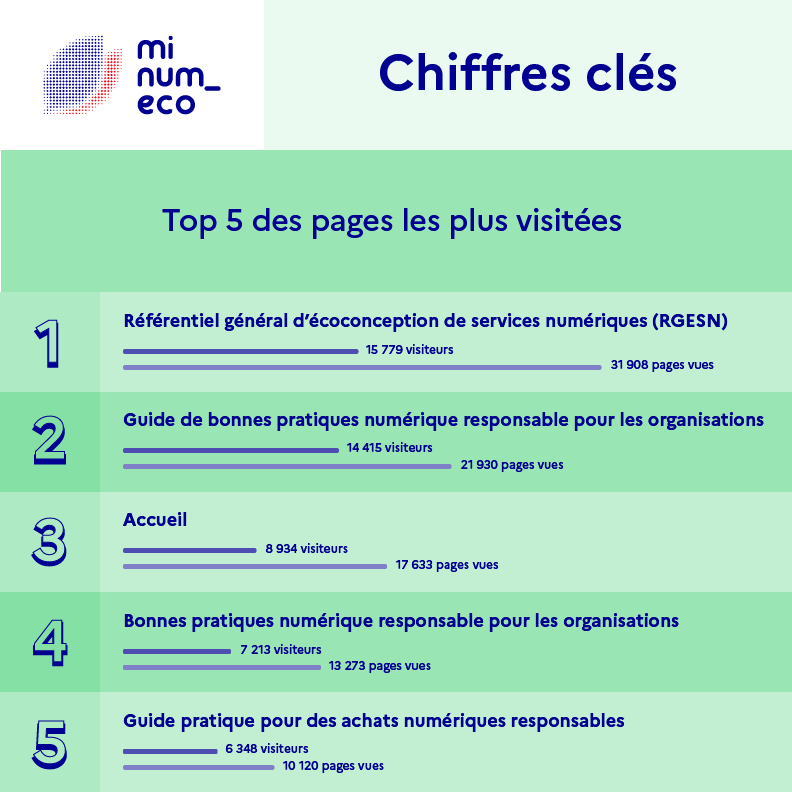 mi
num_
eco
Chiffres clés
Top 5 des pages les plus visitées
1
Référentiel général d’écoconception de services numériques (RGESN)
15 779 visiteurs
31 908 pages vues
2
Guide de bonnes pratiques numérique responsable pour les organisations
14 415 visiteurs
21 930 pages vues
3
Accueil
8 934 visiteurs
17 633 pages vues
4
Bonnes pratiques numérique responsable pour les organisations
7 213 visiteurs
13 273 pages vues
5
Guide pratique pour des achats numériques responsables
6 348 visiteurs
10 120 pages vues